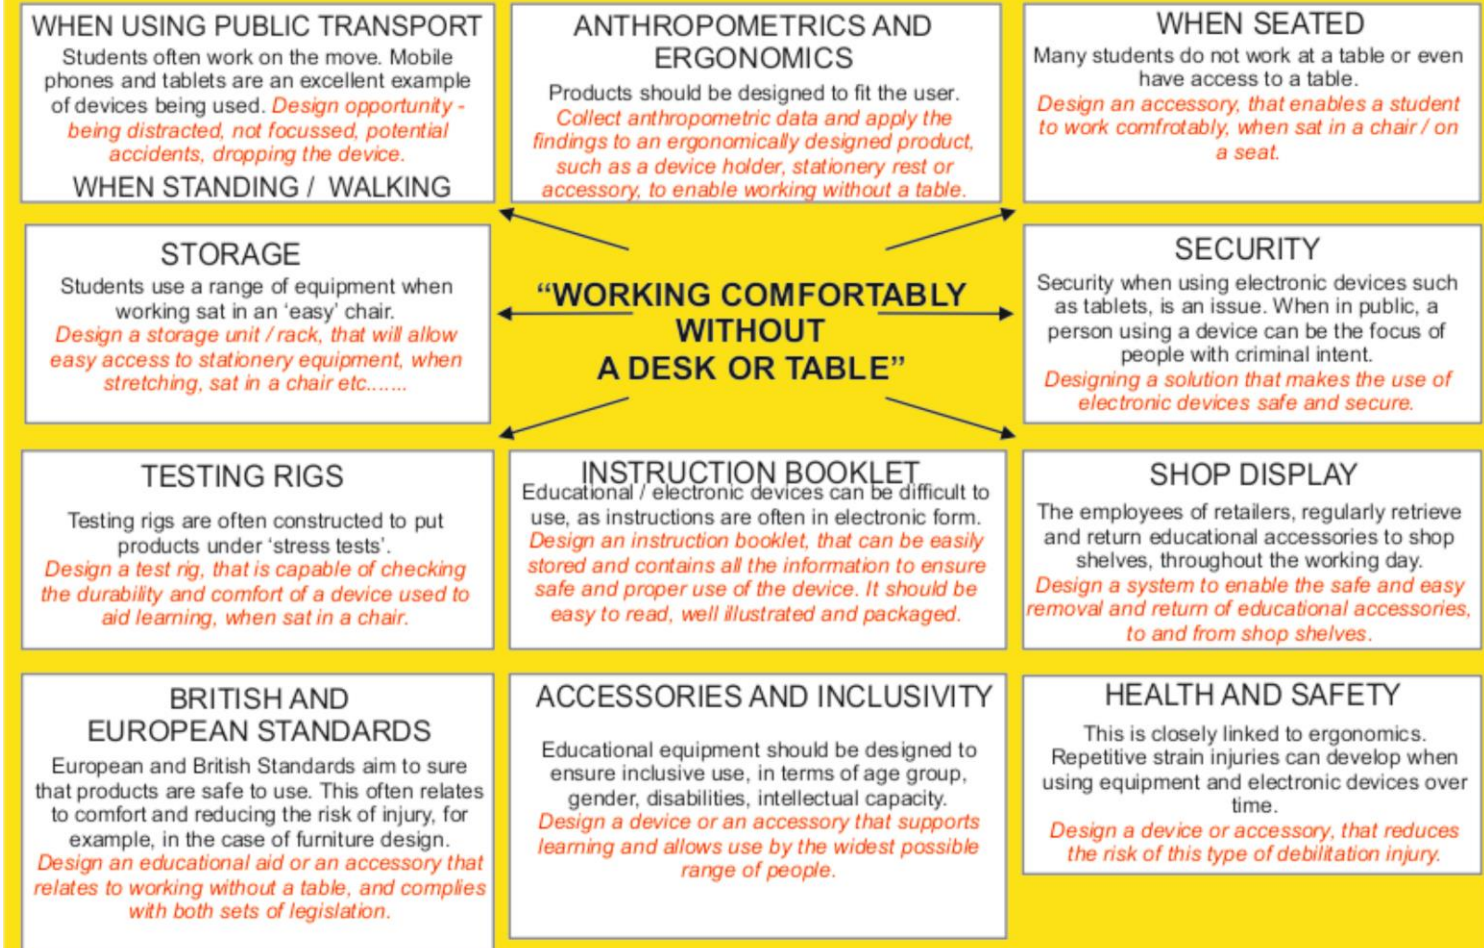 WHEN USING PUBLIC TRANSPORT
Students often work on the move. Mobile
phones and tablets are an excellent example
of devices being used. Design opportunity -
being distracted, not focussed, potential
accidents, dropping the device.
WHEN STANDING / WALKING
ANTHROPOMETRICS AND
ERGONOMICS
Products should be designed to fit the user.
Collect anthropometric data and apply the
findings to an ergonomically designed product,
such as a device holder, stationery rest or
accessory, to enable working without a table.
WHEN SEATED
Many students do not work at a table or even
have access to a table.
Design an accessory, that enables a student
to work comfrotably, when sat in a chair / on
a seat.
STORAGE
Students use a range of equipment when
working sat in an ‘easy’ chair.
Design a storage unit / rack, that will allow
easy access to stationery equipment, when
stretching, sat in a chair etc.......
“WORKING COMFORTABLY
WITHOUT
A DESK OR TABLE”
SECURITY
Security when using electronic devices such
as tablets, is an issue. When in public, a
person using a device can be the focus of
people with criminal intent.
Designing a solution that makes the use of
electronic devices safe and secure.
TESTING RIGS
Testing rigs are often constructed to put
products under ‘stress tests’.
Design a test rig, that is capable of checking
the durability and comfort of a device used to
aid learning, when sat in a chair.
INSTRUCTION BOOKLET
Educational / electronic devices can be difficult to
use, as instructions are often in electronic form.
Design an instruction booklet, that can be easily
stored and contains all the information to ensure
safe and proper use of the device. It should be
easy to read, well illustrated and packaged.
SHOP DISPLAY
The employees of retailers, regularly retrieve
and return educational accessories to shop
shelves, throughout the working day.
Design a system to enable the safe and easy
removal and return of educational accessories,
to and from shop shelves.
BRITISH AND
EUROPEAN STANDARDS
European and British Standards aim to sure
that products are safe to use. This often relates
to comfort and reducing the risk of injury, for
example, in the case of furniture design.
Design an educational aid or an accessory that
relates to working without a table, and complies
with both sets of legislation.
ACCESSORIES AND INCLUSIVITY
Educational equipment should be designed to
ensure inclusive use, in terms of age group,
gender, disabilities, intellectual capacity.
Design a device or an accessory that supports
learning and allows use by the widest possible
range of people.
HEALTH AND SAFETY
This is closely linked to ergonomics.
Repetitive strain injuries can develop when
using equipment and electronic devices over
time.
Design a device or accessory, that reduces
the risk of this type of debilitation injury.